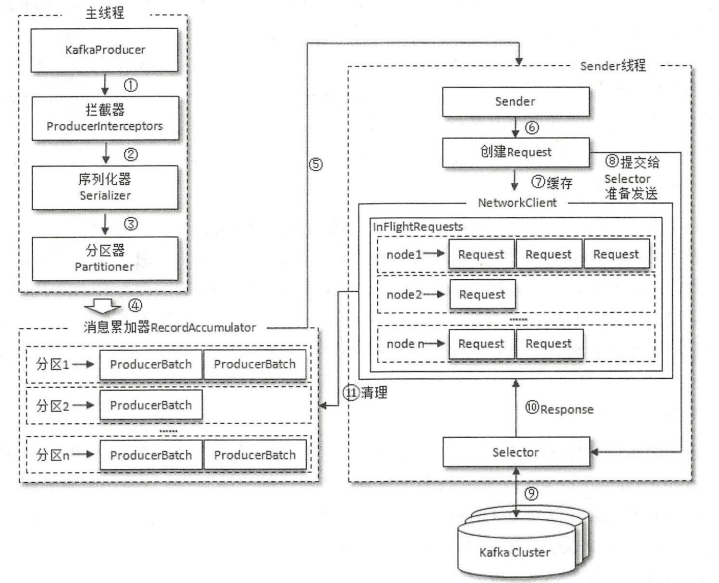 主线程
KafkaProducer
①
拦截器
ProducerInterceptors
②
序列化器
Serializer
③
分区器
Partitioner
④
消息累加器RecordAccumulator
分区1
ProducerBatch
ProducerBatch
分区2
ProducerBatch
......
分区n
ProducerBatch
ProducerBatch
⑤
Sender线程
Sender
⑥
创建Request
⑦缓存
⑧提交给
Selector
准备发送
NetworkClient
InFlightRequests
node1
Request
Request
Request
node2
Request
......
node n
Request
Request
⑪清理
⑩Response
Selector
⑨
Kafka Cluster